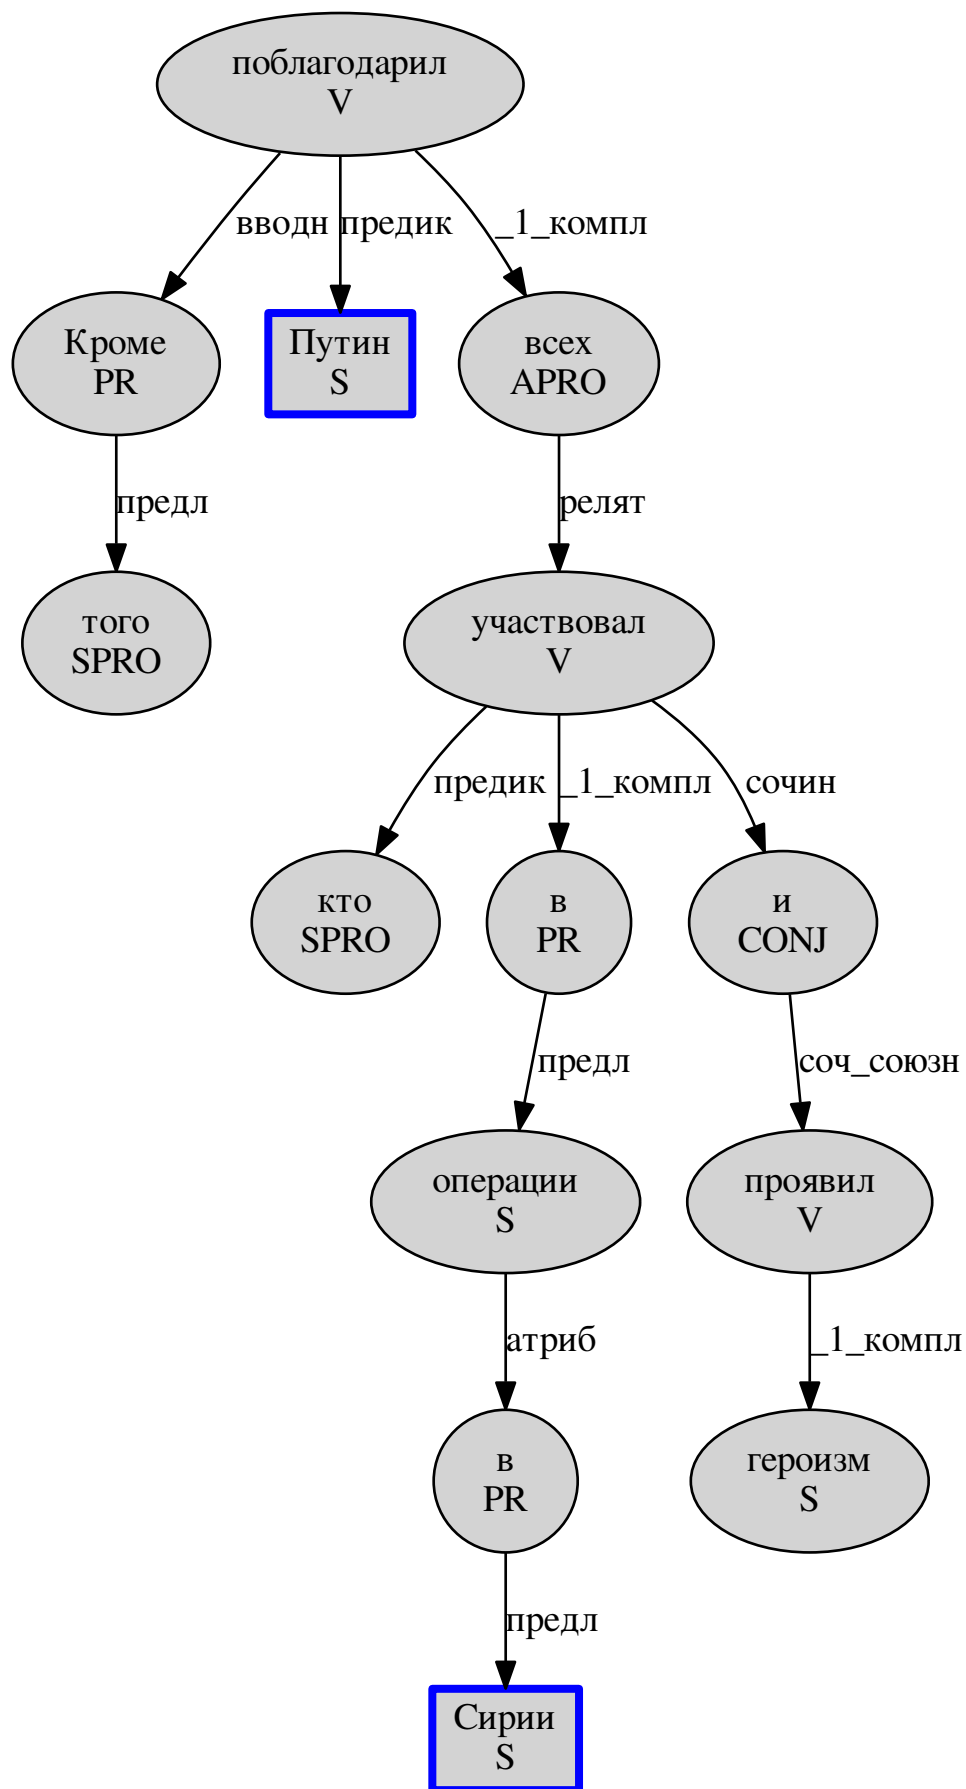 поблагодарил
V
вводн
предик
_1_компл
Кроме
PR
Путин
S
всех
APRO
предл
релят
того
SPRO
участвовал
V
предик
_1_компл
сочин
кто
SPRO
в
PR
и
CONJ
предл
соч_союзн
операции
S
проявил
V
атриб
_1_компл
в
PR
героизм
S
предл
Сирии
S